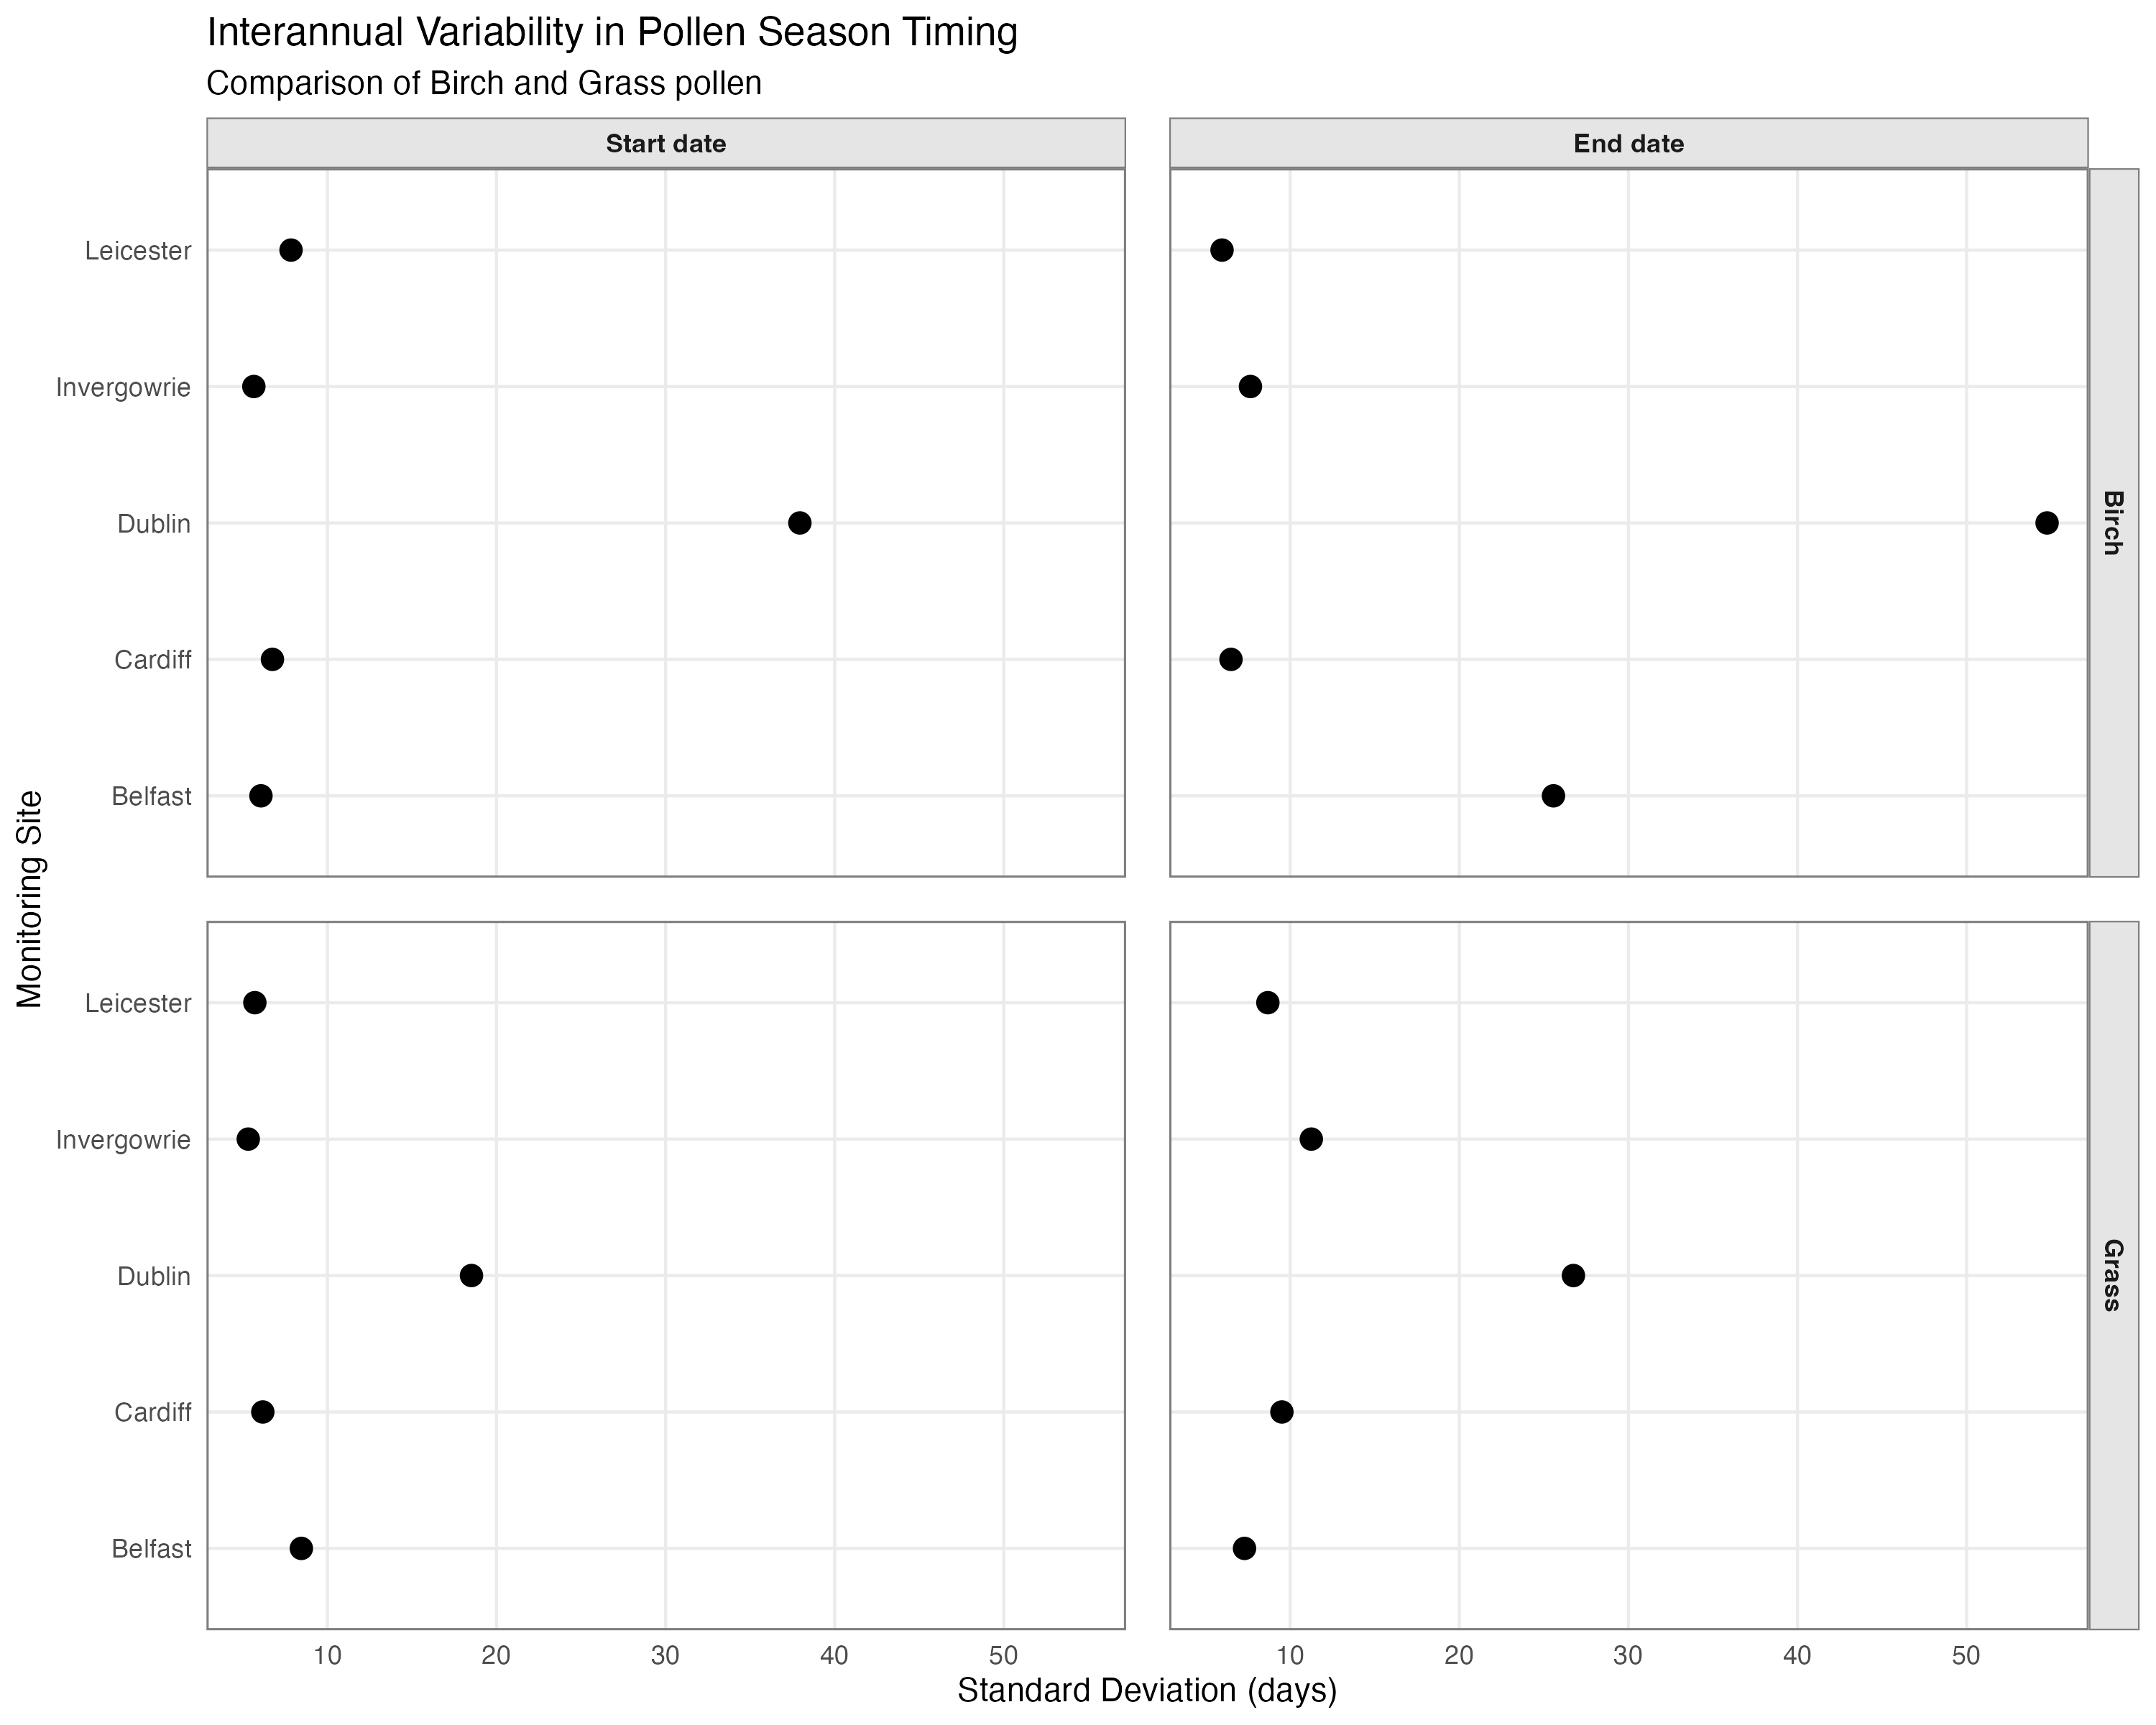 Interannual Variability in Pollen Season Timing
Comparison of Birch and Grass pollen
Start date
End date
Leicester
Invergowrie
Dublin
Cardiff
Belfast
Birch
Monitoring Site
Leicester
Invergowrie
Dublin
Cardiff
Belfast
Grass
10 20 30 40 50
10 20 30 40 50
Standard Deviation (days)